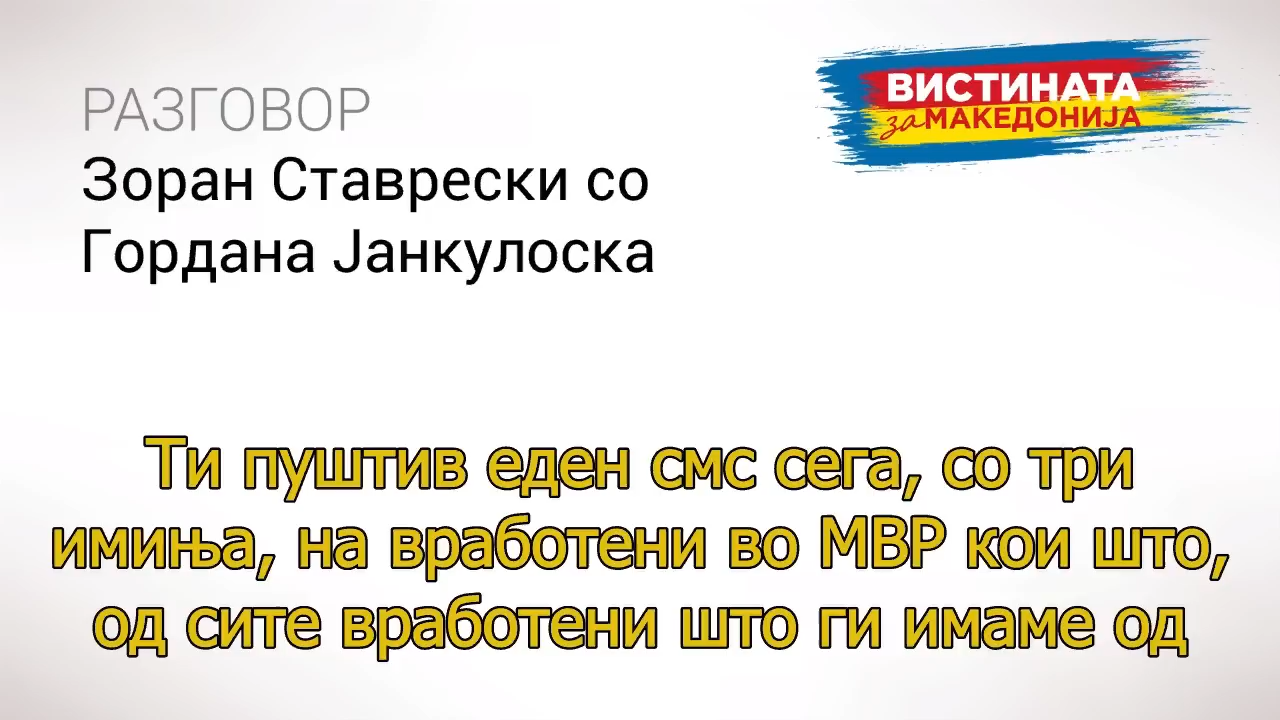 РАЗГОВОР
Зоран Ставрески со
Гордана Јанкулоска
ВИСТИНАТА
за МАКЕДОНИЈА
Ти пуштив еден смс сега, со три
имиња, на вработени во МВР кои што,
од сите вработени што ги имаме од